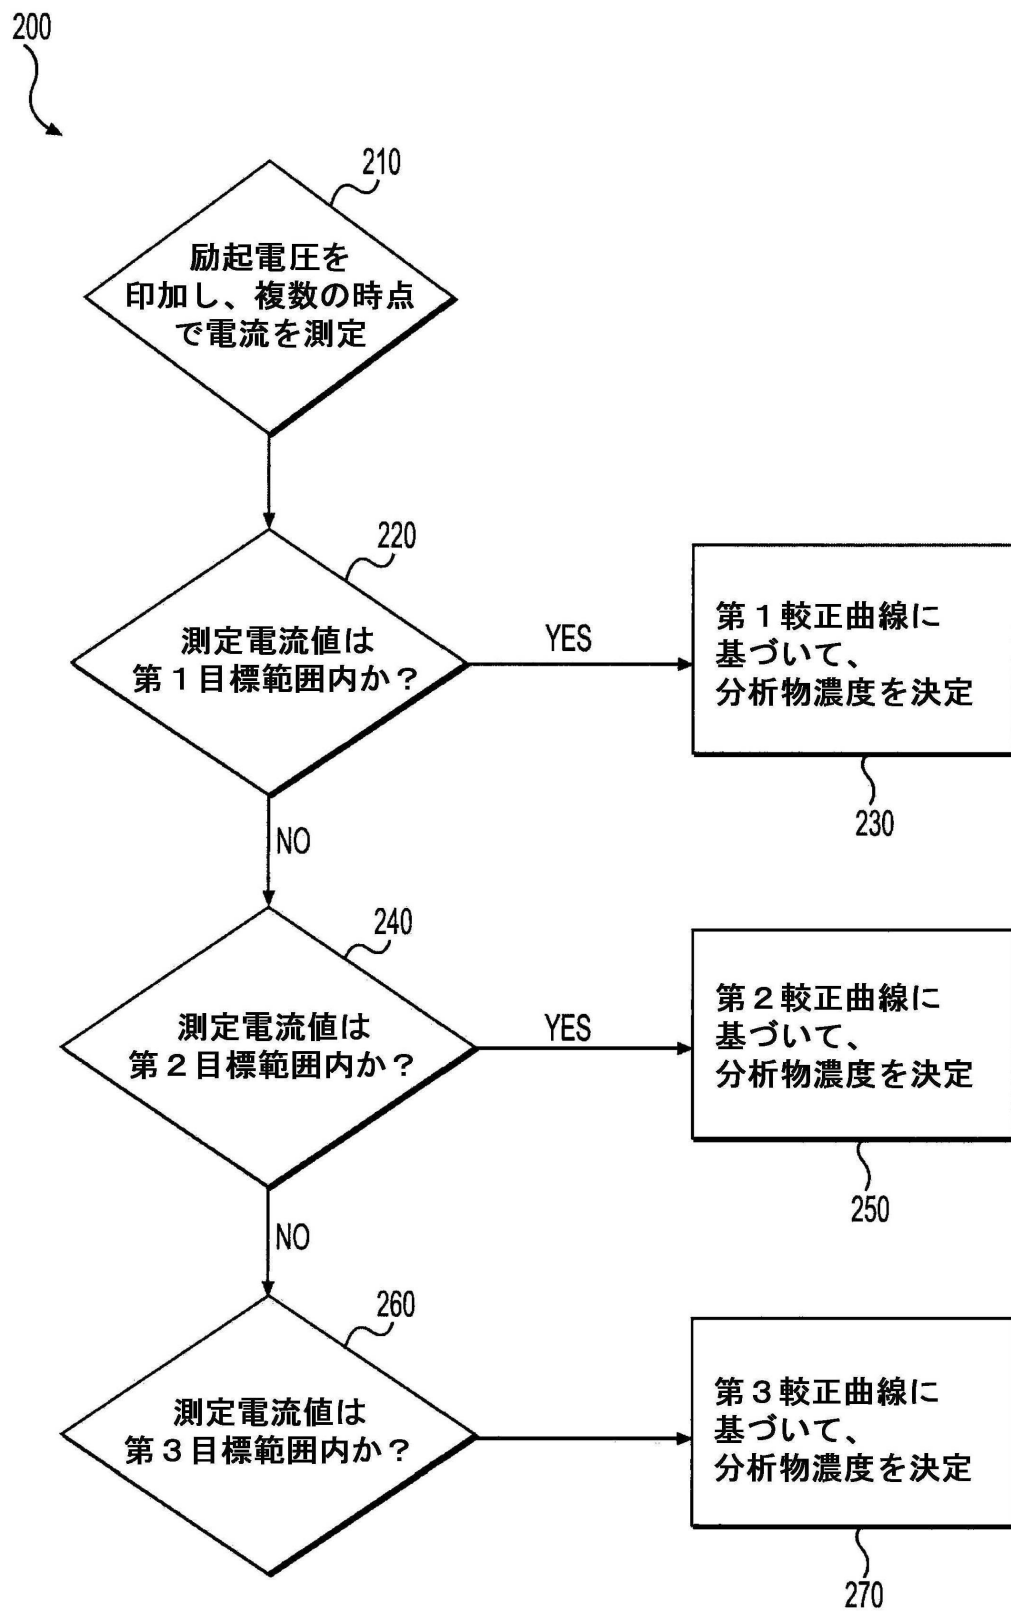 200
210
励起電圧を
印加し、複数の時点
で電流を測定
220
測定電流値は
第1目標範囲内か？
YES
第1較正曲線に
基づいて、
分析物濃度を決定
230
NO
240
測定電流値は
第2目標範囲内か？
YES
第2較正曲線に
基づいて、
分析物濃度を決定
250
NO
260
測定電流値は
第3目標範囲内か？
第3較正曲線に
基づいて、
分析物濃度を決定
270